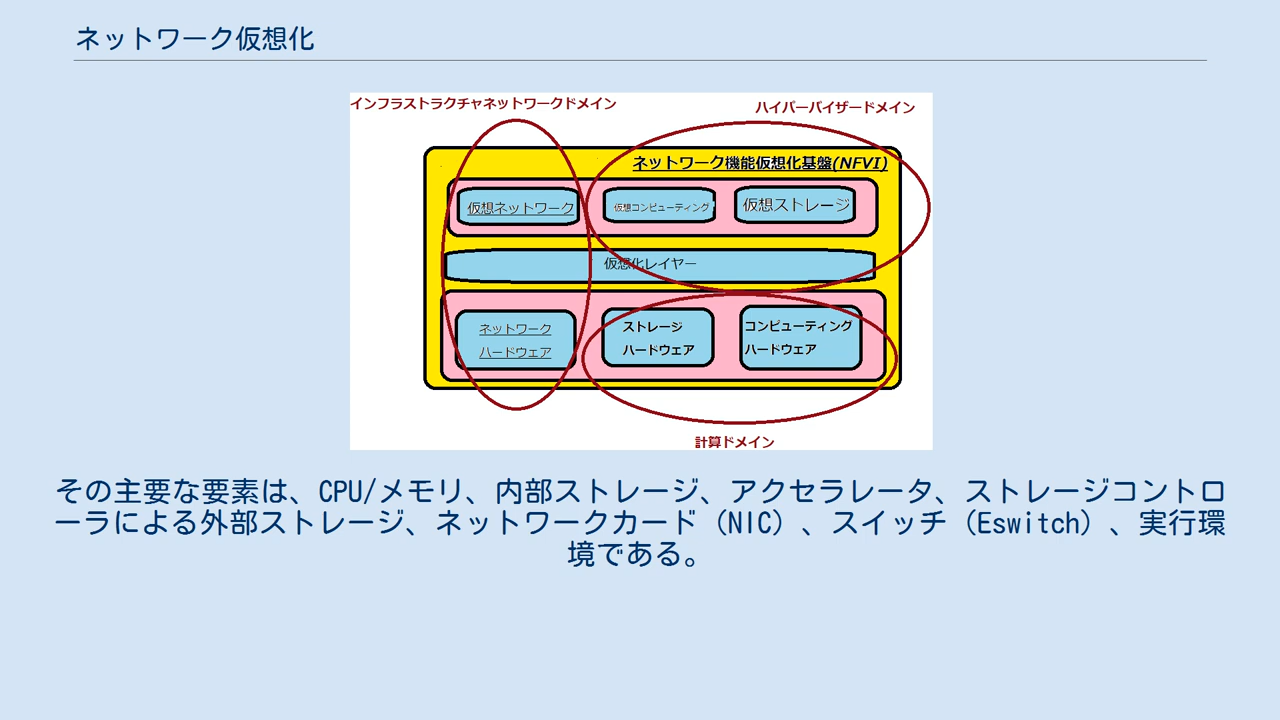 ネットワーク仮想化
インフラストラクチャネットワークドメイン
ハイパーバイザードメイン
ネットワーク機能仮想化基盤(NFVI)
仮想ネットワーク
仮想コンピューティング
仮想ストレージ
仮想化レイヤー
ネットワーク
ハードウェア
ストレージ
ハードウェア
コンピューティング
ハードウェア
計算ドメイン
その主要な要素は、CPU/メモリ、内部ストレージ、アクセラレータ、ストレージコントロ
ーラによる外部ストレージ、ネットワークカード（NIC）、スイッチ（Eswitch）、実行環
境である。